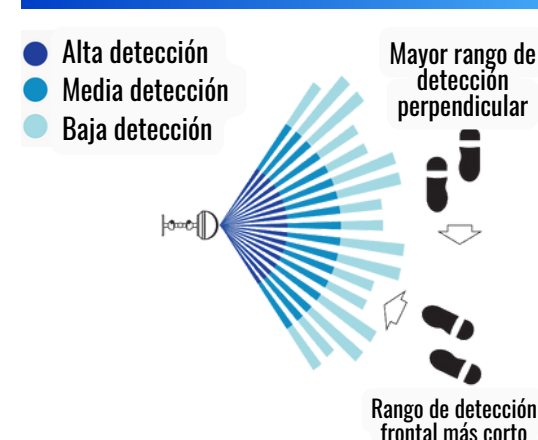 Alta detección
Media detección
Baja detección
Mayor rango de
detección
perpendicular
Rango de detección
frontal más corto